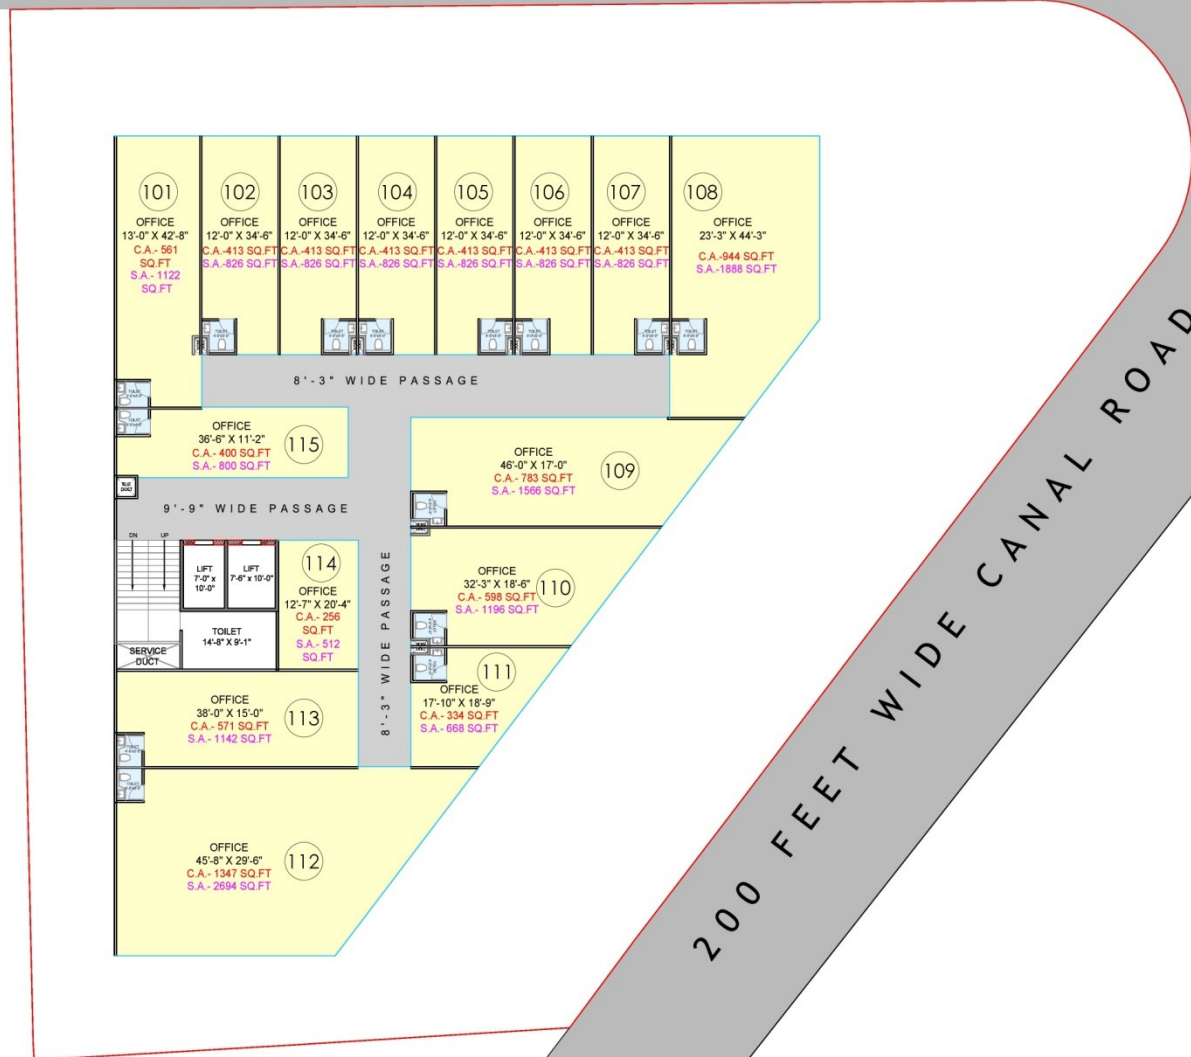 101
OFFICE
13'-0" X 42'-8"
C.A.- 561
SQ.FT
S.A.- 1122
SQ.FT
102
OFFICE
12'-0" X 34'-6"
C.A.-413 SQ.FT
S.A.-826 SQ.FT
103
OFFICE
12'-0" X 34'-6"
C.A.-413 SQ.FT
S.A.-826 SQ.FT
104
OFFICE
12'-0" X 34'-6"
C.A.-413 SQ.FT
S.A.-826 SQ.FT
105
OFFICE
12'-0" X 34'-6"
C.A.-413 SQ.FT
S.A.-826 SQ.FT
106
OFFICE
12'-0" X 34'-6"
C.A.-413 SQ.FT
S.A.-826 SQ.FT
107
OFFICE
12'-0" X 34'-6"
C.A.-413 SQ.FT
S.A.-826 SQ.FT
108
OFFICE
23'-3" X 44'-3"
C.A.-944 SQ.FT
S.A.-1888 SQ.FT
8'-3" WIDE PASSAGE
OFFICE
36'-6" X 11'-2"
C.A.- 400 SQ.FT
S.A.- 800 SQ.FT
115
OFFICE
46'-0" X 17'-0"
C.A.- 783 SQ.FT
S.A.- 1566 SQ.FT
109
9'-9" WIDE PASSAGE
DN
UP
LIFT
7'-0" x
10'-0"
LIFT
7'-6" x 10'-0"
114
OFFICE
12'-7" X 20'-4"
C.A.- 256
SQ.FT
S.A.- 512
SQ.FT
8'-3" WIDE PASSAGE
OFFICE
32'-3" X 18'-6"
C.A.- 598 SQ.FT
S.A.- 1196 SQ.FT
110
TOILET
14'-8" X 9'-1"
SERVICE
DUCT
111
OFFICE
17'-10" X 18'-9"
C.A.- 334 SQ.FT
S.A.- 668 SQ.FT
OFFICE
38'-0" X 15'-0"
C.A.- 571 SQ.FT
S.A.- 1142 SQ.FT
113
OFFICE
45'-8" X 29'-6"
C.A.- 1347 SQ.FT
S.A.- 2694 SQ.FT
112
200 FEET WIDE CANAL ROAD